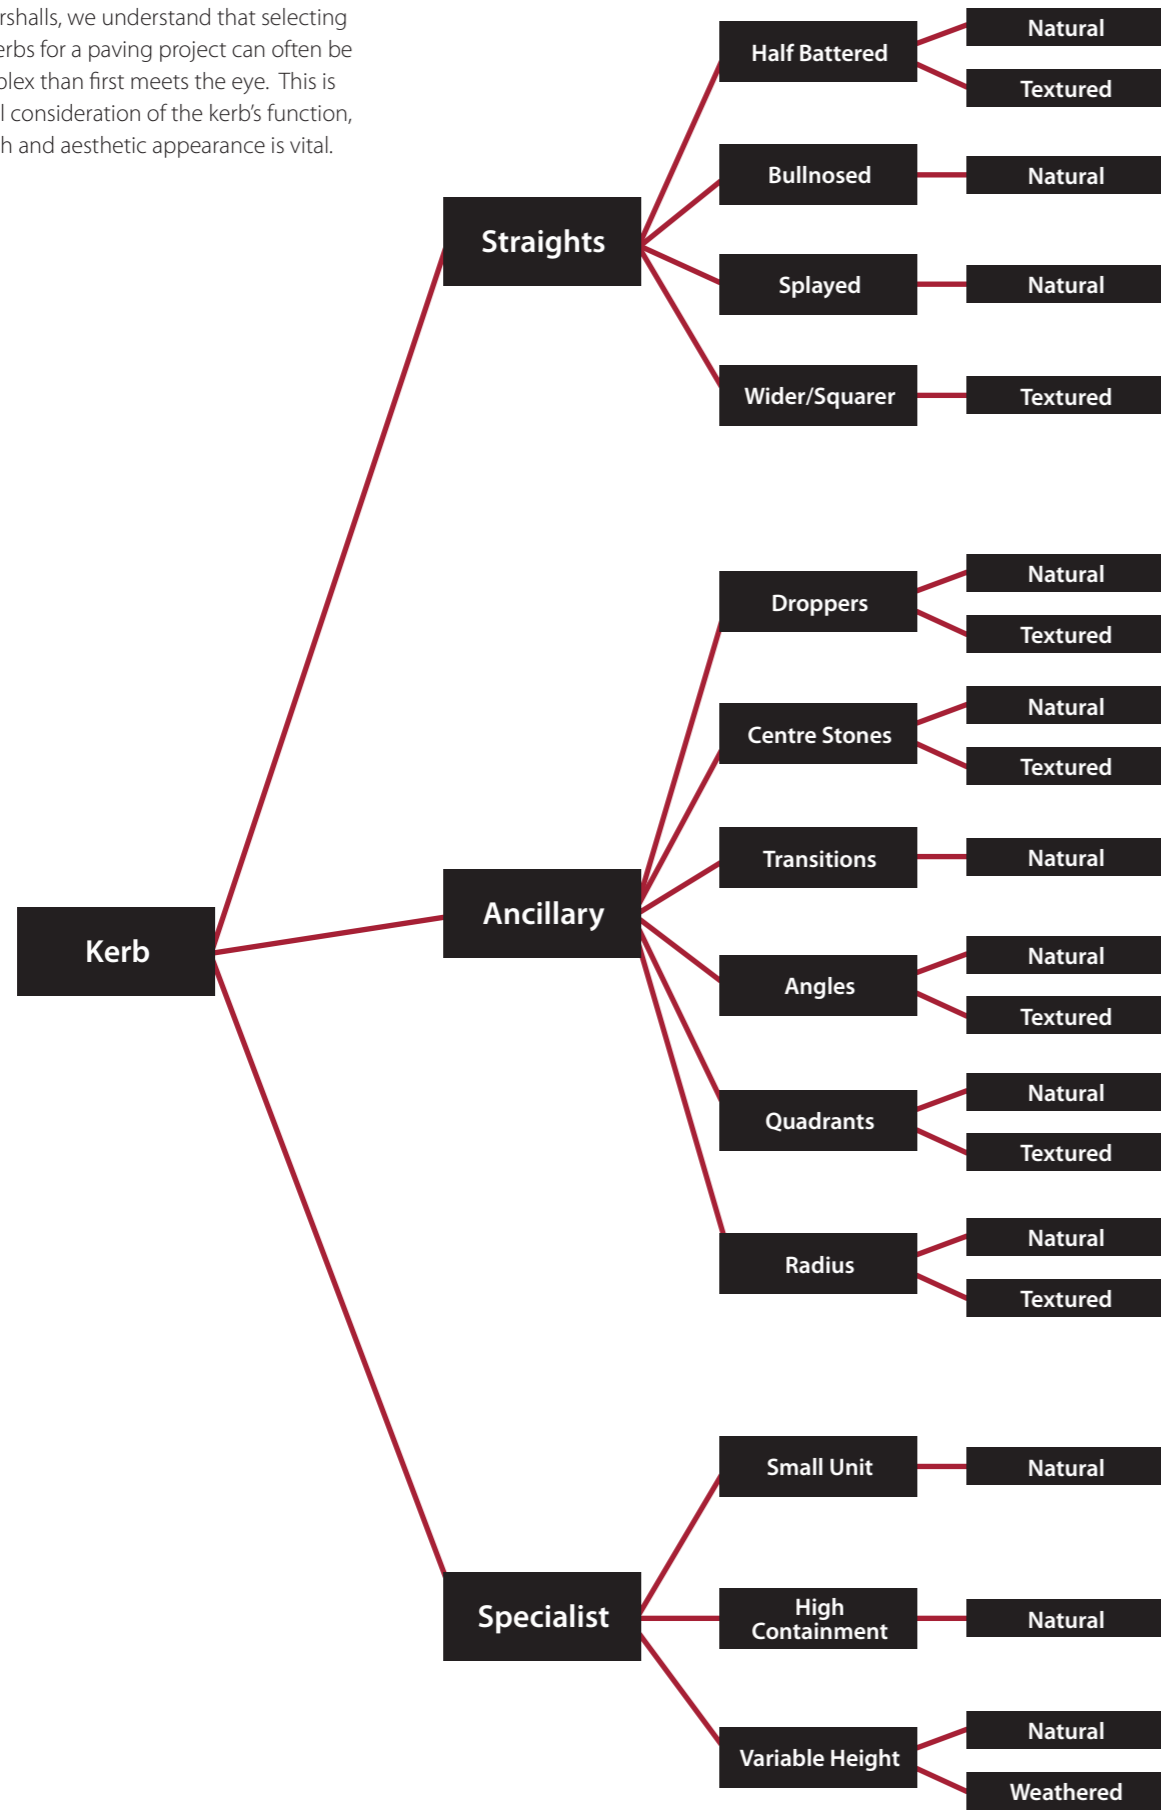 rshalls, we understand that selecting
erbs for a paving project can often be
plex than first meets the eye. This is
l consideration of the kerb's function,
h and aesthetic appearance is vital.
Kerb
Straights
Half Battered
Natural
Textured
Bullnosed
Natural
Splayed
Natural
Wider/Squarer
Textured
Ancillary
Droppers
Natural
Textured
Centre Stones
Natural
Textured
Transitions
Natural
Angles
Natural
Textured
Quadrants
Natural
Textured
Radius
Natural
Textured
Specialist
Small Unit
Natural
High
Containment
Natural
Variable Height
Natural
Weathered